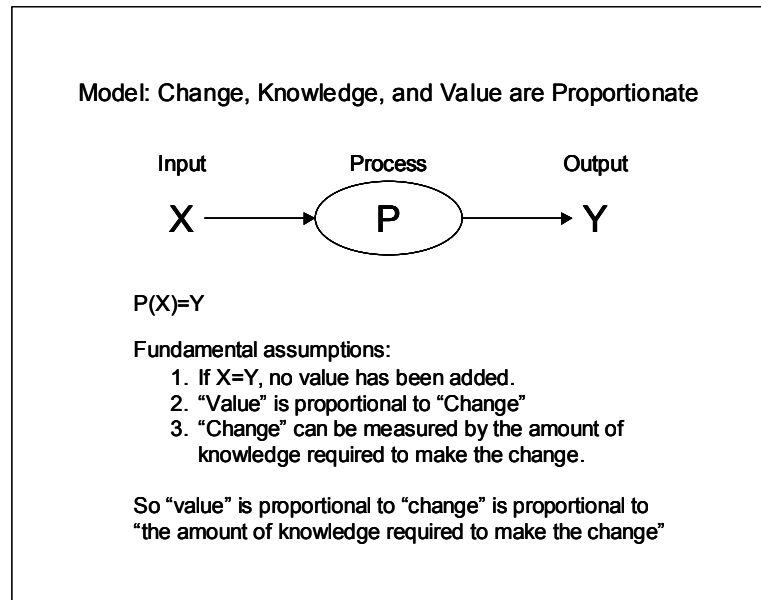 Model: Change, Knowledge, and Value are Proportionate
Input Process Output
X P Y
P(X)=Y
Fundamental assumptions:
1. If X=Y, no value has been added.
2. “Value” is proportional to “Change”
3. “Change” can be measured by the amount of
knowledge required to make the change.
So “value” is proportional to “change” is proportional to
“the amount of knowledge required to make the change”